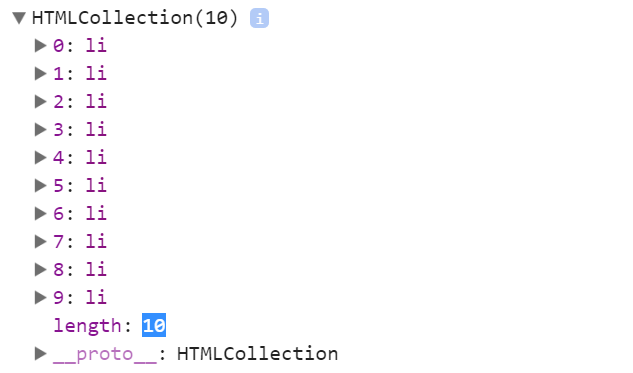 ▼ HTMLCollection(10) i
▶ 0: li
▶ 1: li
▶ 2: li
▶ 3: li
▶ 4: li
▶ 5: li
▶ 6: li
▶ 7: li
▶ 8: li
▶ 9: li
length: 10
▶ __proto__: HTMLCollection